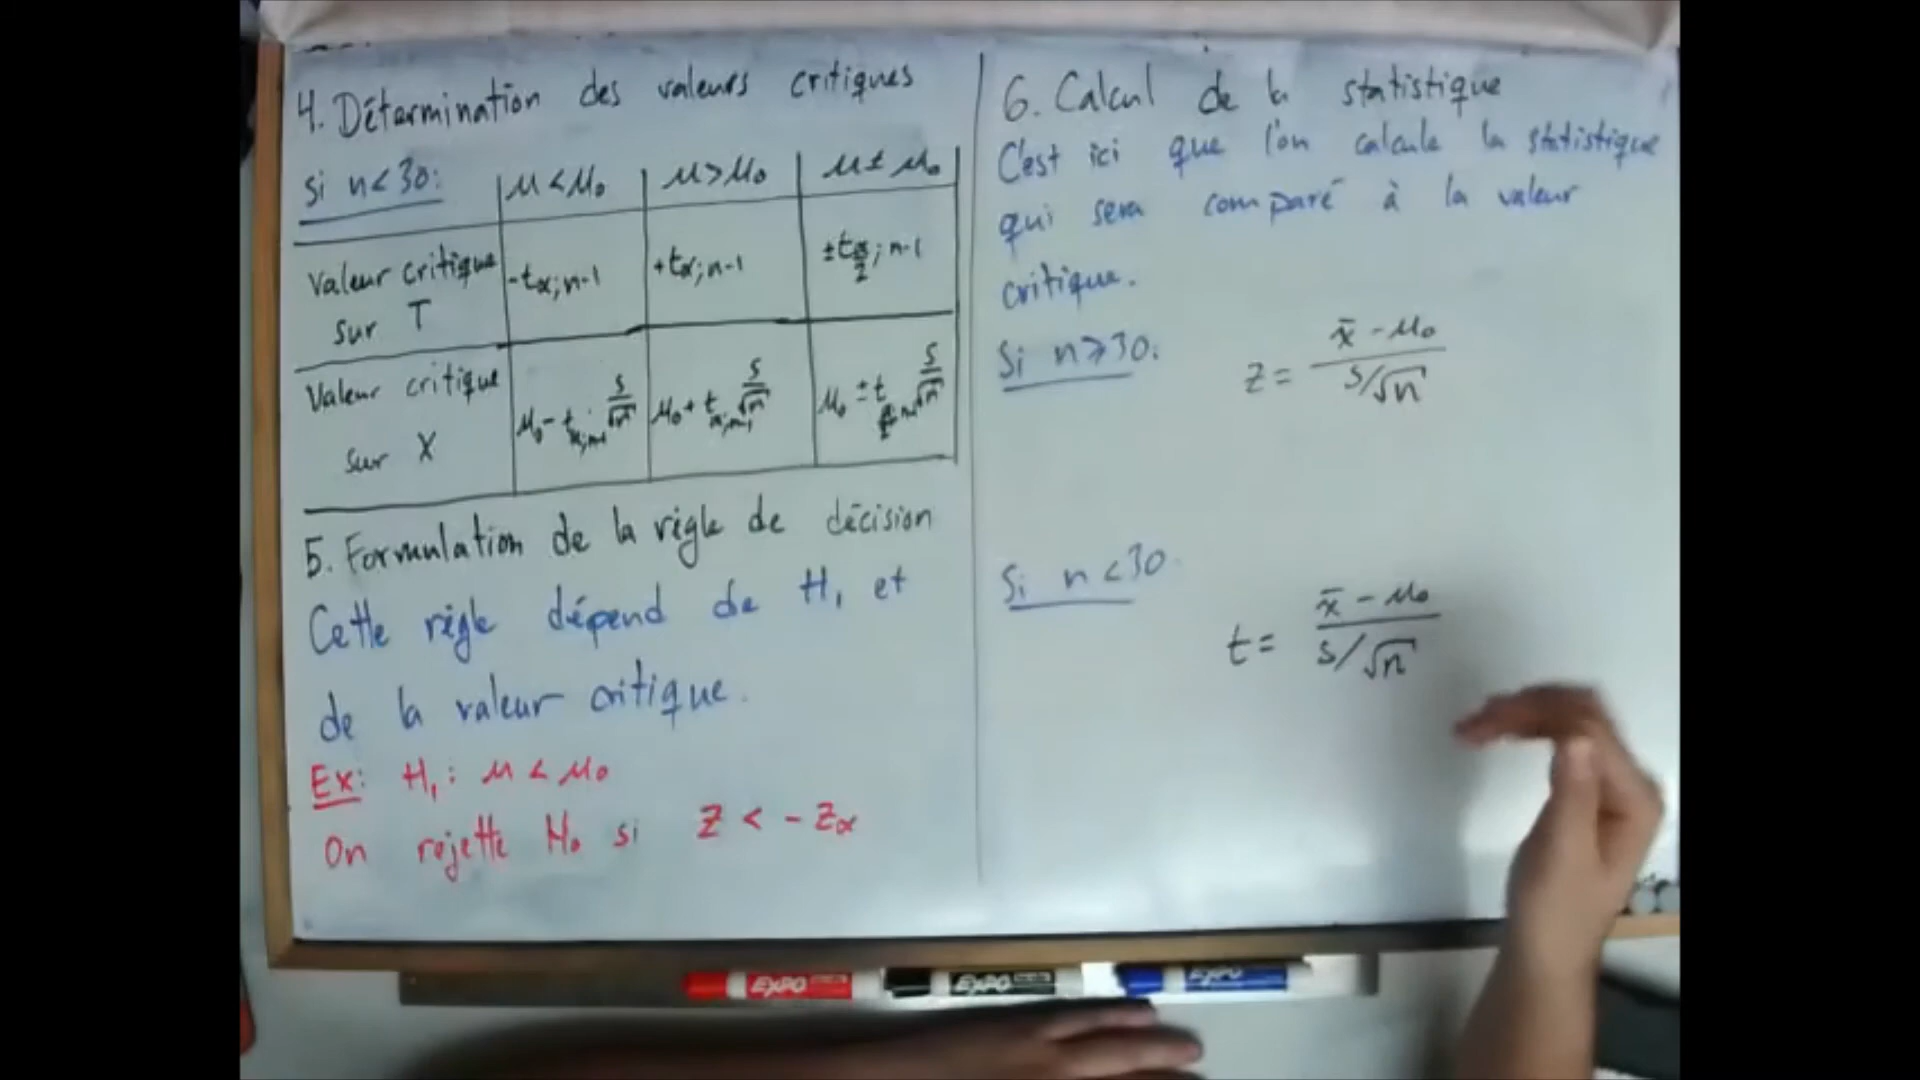 4. Détermination des valeurs critiques
si n < 30: μ < μ₀ μ > μ₀ μ ± μ₀
Valeur critique sur T -tα;n-1 +tα;n-1 ±tα/2;n-1
Valeur critique sur X μ₀ - tα;n-1 s/√n μ₀ + tα;n-1 s/√n μ₀ ± tα/2;n-1 s/√n
5. Formulation de la règle de décision
Cette règle dépend de H₁ et
de la valeur critique.
Ex: H₁: μ < μ₀
On rejette H₀ si Z < -Zα
6. Calcul de la statistique
C'est ici que l'on calcule la statistique
qui sera comparé à la valeur
critique.
Si n ≥ 30: z = (x̄ - μ₀) / (s/√n)
Si n < 30 t = (x̄ - μ₀) / (s/√n)
EXPO EXPO EXPO